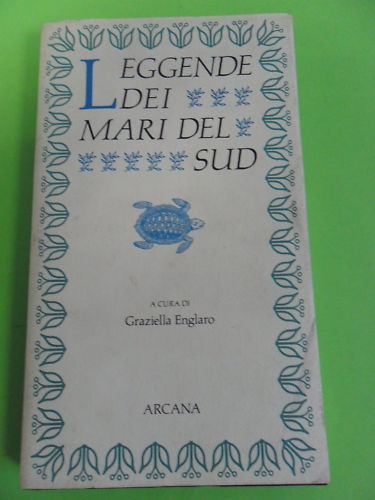 LEGGENDE
DEI
MARI DEL
SUD
A CURA DI
Graziella Englaro
ARCANA